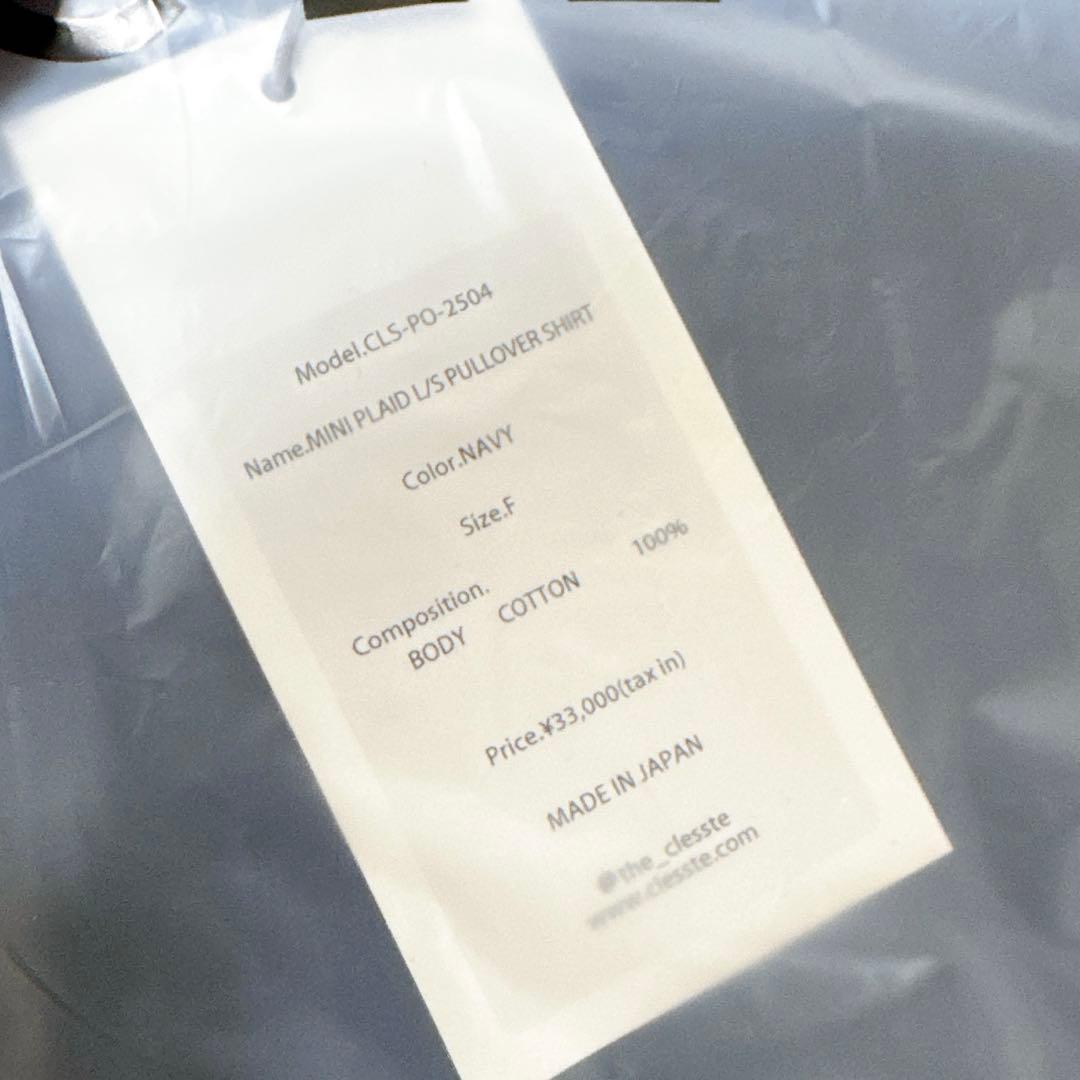 Model.CLS-PO-2504
Name.MINI PLAID L/S PULLOVER SHIRT
Color.NAVY
Size.F
Composition.
BODY COTTON 100%
Price.¥33,000(tax in)
MADE IN JAPAN
@the_clesste
www.clesste.com